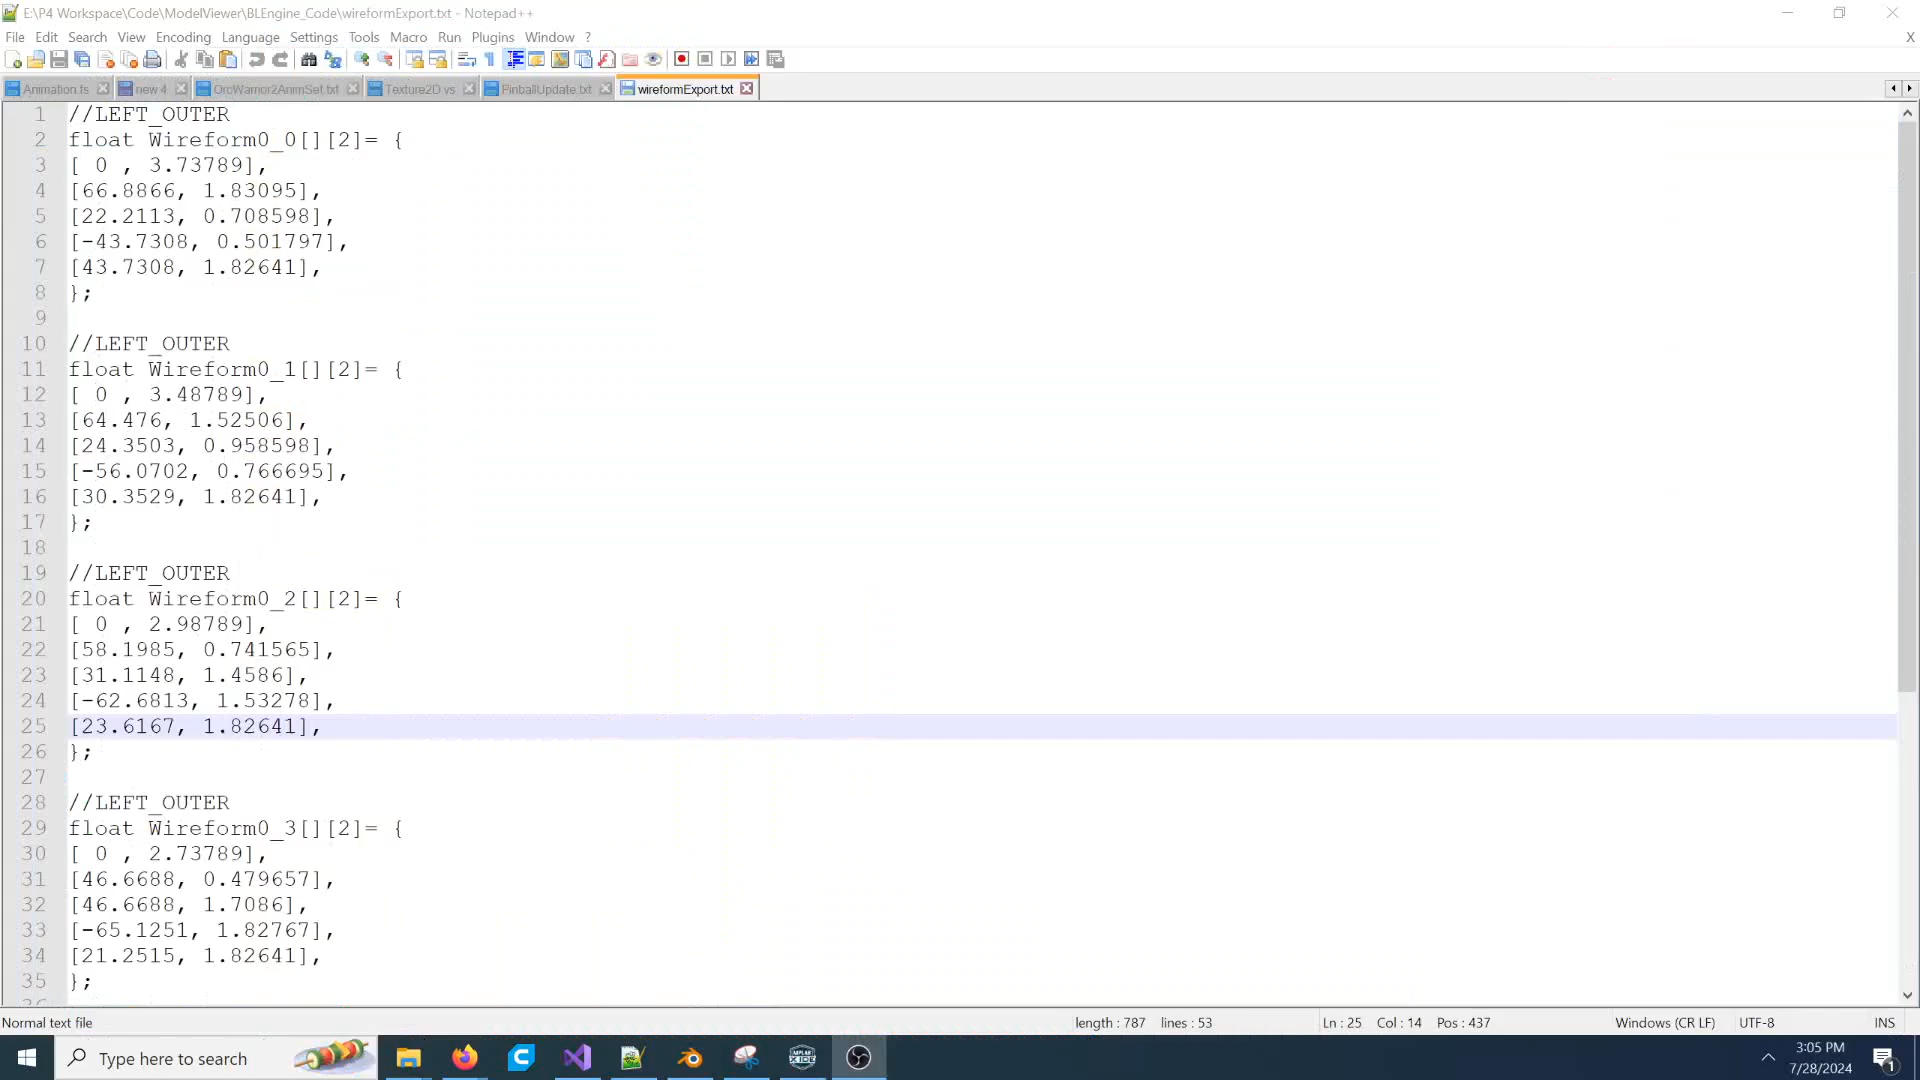 E:\P4 Workspace\Code\ModelViewer\BLEngine_Code\wireformExport.txt - Notepad++
File Edit Search View Encoding Language Settings Tools Macro Run Plugins Window ? X
Animation.fs new 4 OrcWarrior2AnimSet.txt Texture2D vs PinballUpdate.txt wireformExport.txt
1 //LEFT_OUTER
2 float Wireform0_0[][2]= {
3 [ 0 , 3.73789],
4 [66.8866, 1.83095],
5 [22.2113, 0.708598],
6 [-43.7308, 0.501797],
7 [43.7308, 1.82641],
8 };
9
10 //LEFT_OUTER
11 float Wireform0_1[][2]= {
12 [ 0 , 3.48789],
13 [64.476, 1.52506],
14 [24.3503, 0.958598],
15 [-56.0702, 0.766695],
16 [30.3529, 1.82641],
17 };
18
19 //LEFT_OUTER
20 float Wireform0_2[][2]= {
21 [ 0 , 2.98789],
22 [58.1985, 0.741565],
23 [31.1148, 1.4586],
24 [-62.6813, 1.53278],
25 [23.6167, 1.82641],
26 };
27
28 //LEFT_OUTER
29 float Wireform0_3[][2]= {
30 [ 0 , 2.73789],
31 [46.6688, 0.479657],
32 [46.6688, 1.7086],
33 [-65.1251, 1.82767],
34 [21.2515, 1.82641],
35 };
Normal text file length : 787 lines : 53 Ln : 25 Col : 14 Pos : 437 Windows (CR LF) UTF-8 INS
Type here to search
3:05 PM
7/28/2024
1